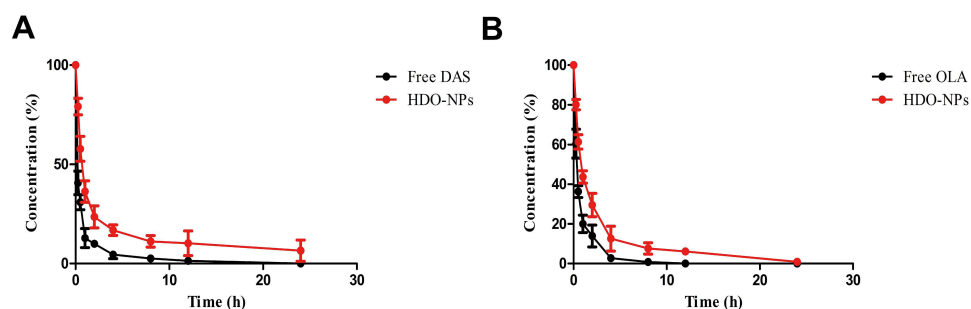 A
Concentration (%)
100
50
0
0 10 20 30
Time (h)
Free DAS
HDO-NPs
B
Concentration (%)
100
80
60
40
20
0
0 10 20 30
Time (h)
Free OLA
HDO-NPs